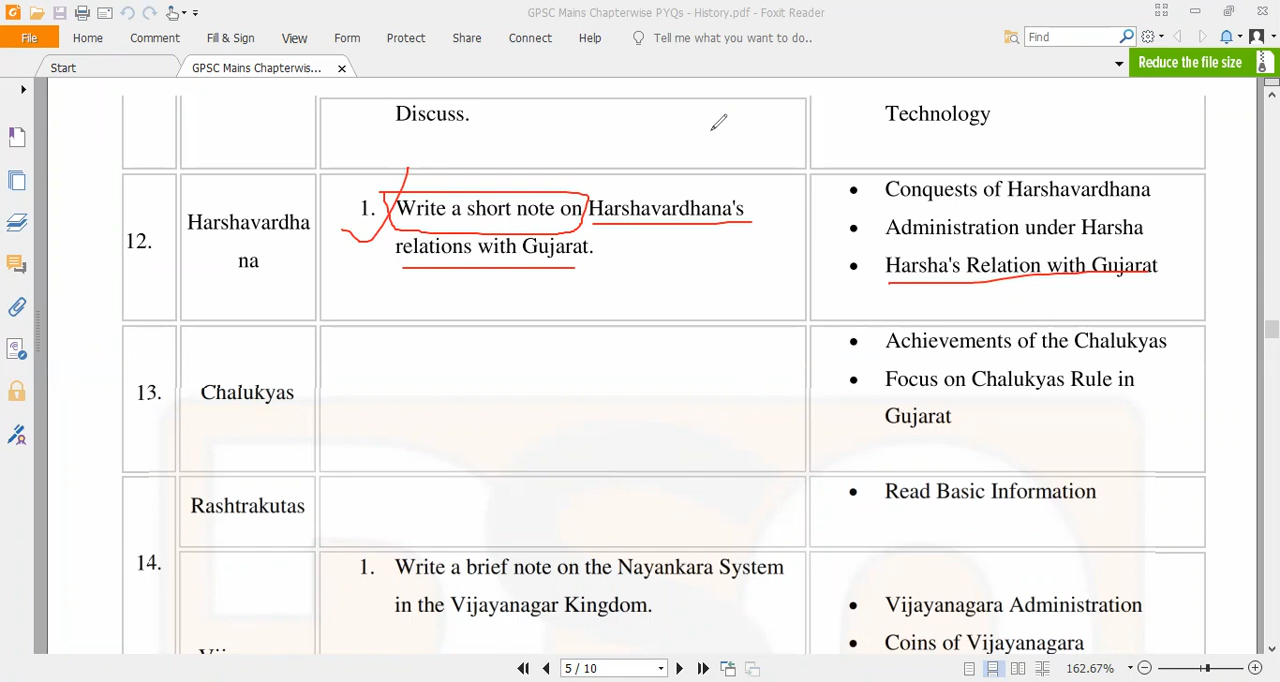 GPSC Mains Chapterwise PYQs - History.pdf - Foxit Reader
File Home Comment Fill & Sign View Form Protect Share Connect Help Tell me what you want to do.. Find
Start GPSC Mains Chapterwis... Reduce the file size
Discuss. Technology
12.
Harshavardha
na
1. Write a short note on Harshavardhana's
relations with Gujarat.
• Conquests of Harshavardhana
• Administration under Harsha
• Harsha's Relation with Gujarat
13.
Chalukyas
• Achievements of the Chalukyas
• Focus on Chalukyas Rule in
Gujarat
14.
Rashtrakutas
• Read Basic Information
1. Write a brief note on the Nayankara System
in the Vijayanagar Kingdom.
• Vijayanagara Administration
• Coins of Vijayanagara
5 / 10
162.67%